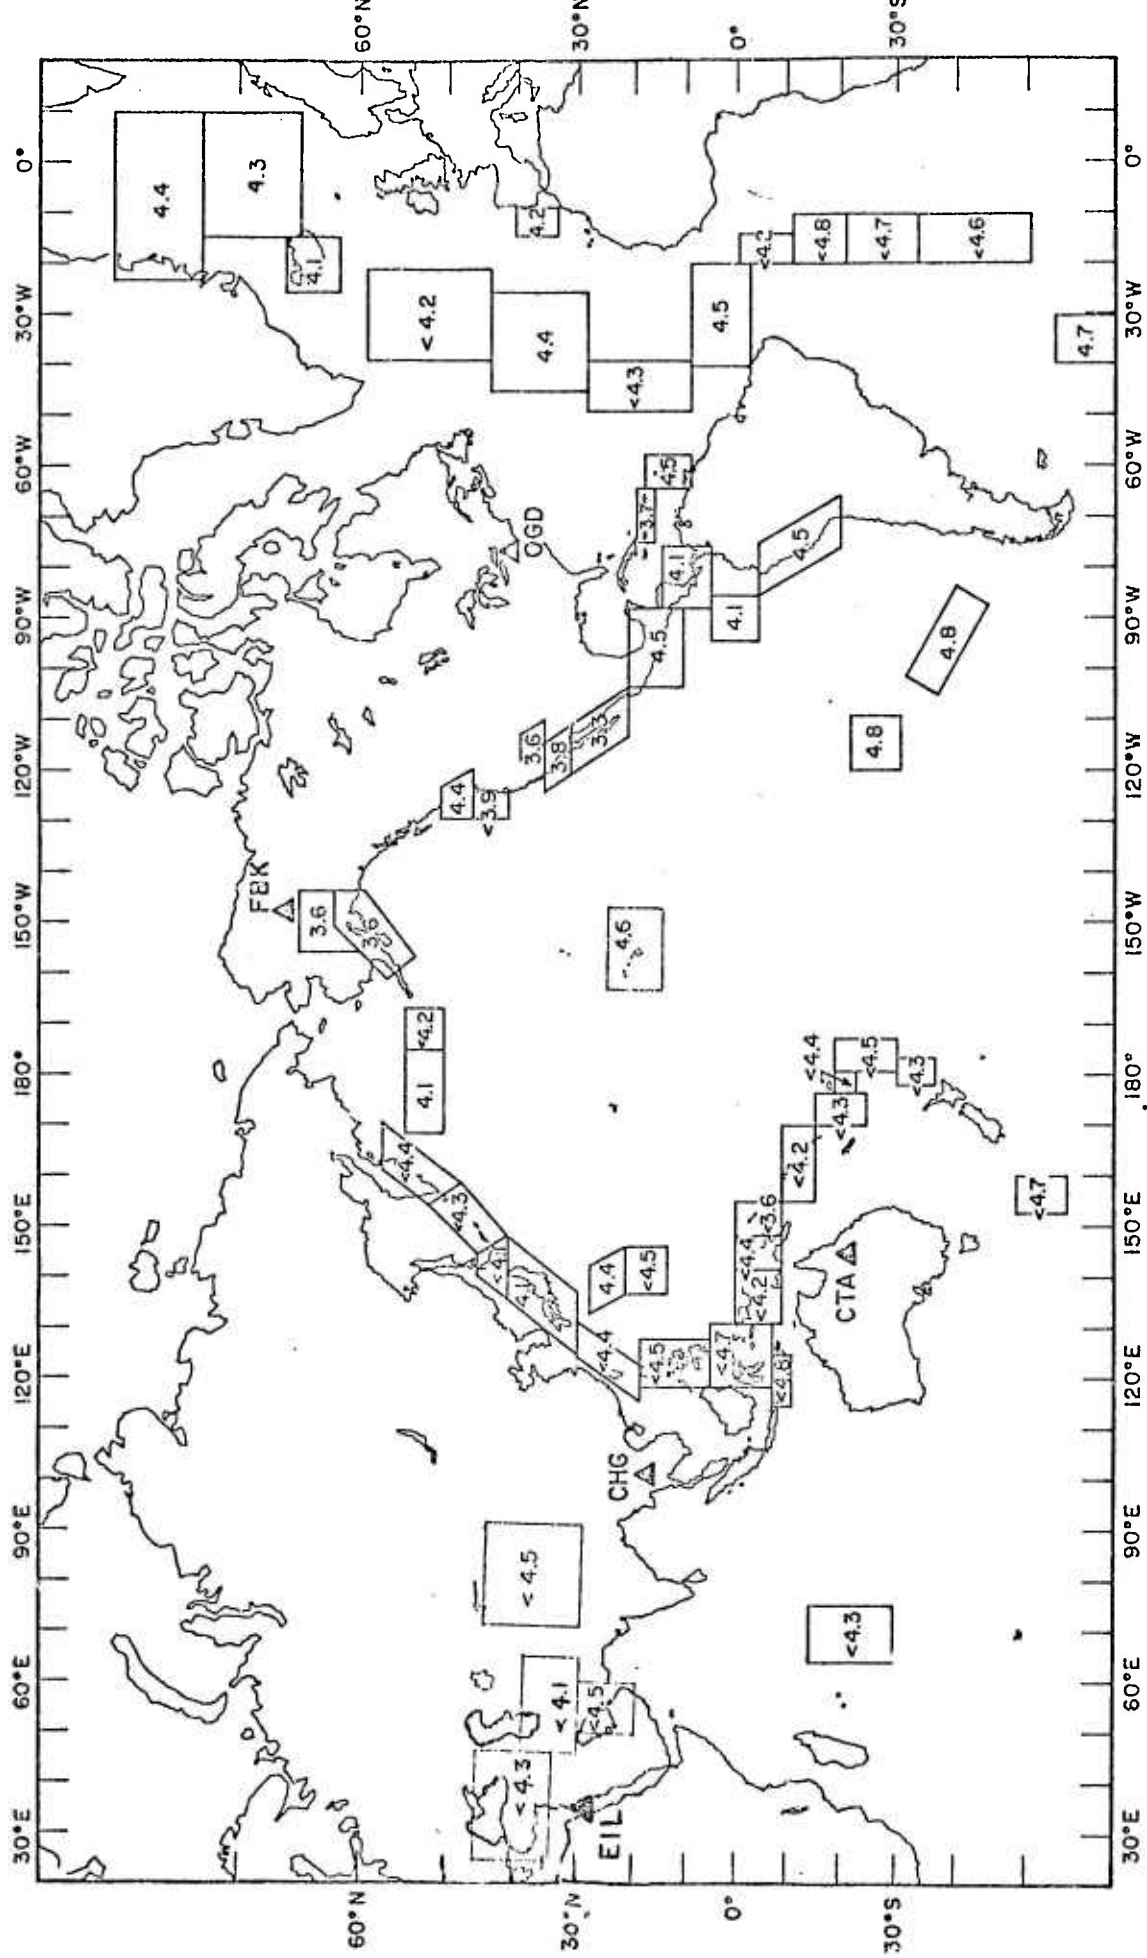 30°E 60°E 90°E 120°E 150°E 180° 150°W 120°W 90°W 60°W 30°W 0°
4.4
FBK 4.3
3.6 4.1
60°N 3.6 60°N
<4.4 4.1 <4.2 <4.2
<4.3 4.4
<4.1 <3.9
<4.3 <4.5 4.1 3.6 OGD 4.4 4.2
<4.1 3.8
30°N <4.5 <4.4 3.3 30°N
EIL CHG 4.4 4.6 <4.3
<4.5 <4.5 4.5 3.7 4.5
4.1
0° <4.7 4.1 4.5 0°
<4.2 <4.4 <3.6 <4.2
<4.8 <4.2 <4.4 4.5 <4.8
<4.3 CTA <4.3 <4.5 4.8 <4.7
30°S <4.3 4.8 <4.6 30°S
<4.7 4.7
30°E 60°E 90°E 120°E 150°E 180° 150°W 120°W 90°W 60°W 30°W 0°